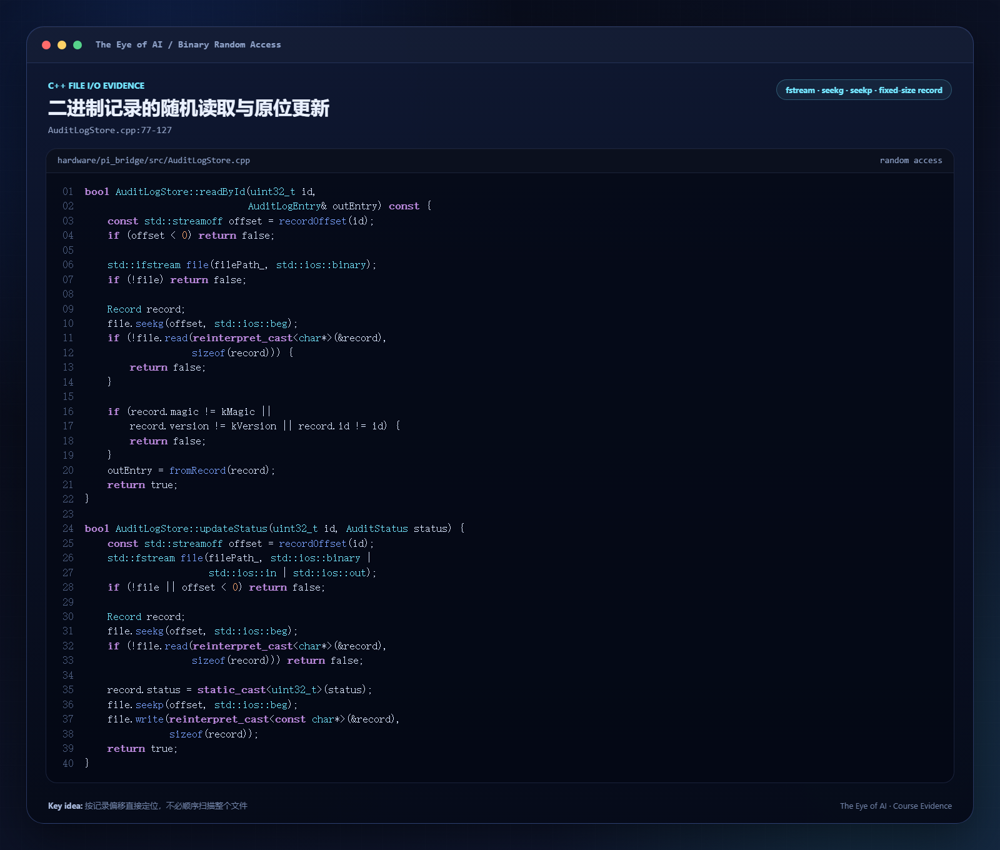 The Eye of AI / Binary Random Access
C++ FILE I/O EVIDENCE
fstream · seekg · seekp · fixed-size record
二进制记录的随机读取与原位更新
AuditLogStore.cpp:77-127
hardware/pi_bridge/src/AuditLogStore.cpp
random access
01 bool AuditLogStore::readById(uint32_t id,
02                              AuditLogEntry& outEntry) const {
03     const std::streamoff offset = recordOffset(id);
04     if (offset < 0) return false;
05
06     std::ifstream file(filePath_, std::ios::binary);
07     if (!file) return false;
08
09     Record record;
10     file.seekg(offset, std::ios::beg);
11     if (!file.read(reinterpret_cast<char*>(&record),
12                    sizeof(record))) {
13         return false;
14     }
15
16     if (record.magic != kMagic ||
17         record.version != kVersion || record.id != id) {
18         return false;
19     }
20     outEntry = fromRecord(record);
21     return true;
22 }
23
24 bool AuditLogStore::updateStatus(uint32_t id, AuditStatus status) {
25     const std::streamoff offset = recordOffset(id);
26     std::fstream file(filePath_, std::ios::binary |
27                       std::ios::in | std::ios::out);
28     if (!file || offset < 0) return false;
29
30     Record record;
31     file.seekg(offset, std::ios::beg);
32     if (!file.read(reinterpret_cast<char*>(&record),
33                    sizeof(record))) return false;
34
35     record.status = static_cast<uint32_t>(status);
36     file.seekp(offset, std::ios::beg);
37     file.write(reinterpret_cast<const char*>(&record),
38                sizeof(record));
39     return true;
40 }
Key idea: 按记录偏移直接定位，不必顺序扫描整个文件
The Eye of AI · Course Evidence